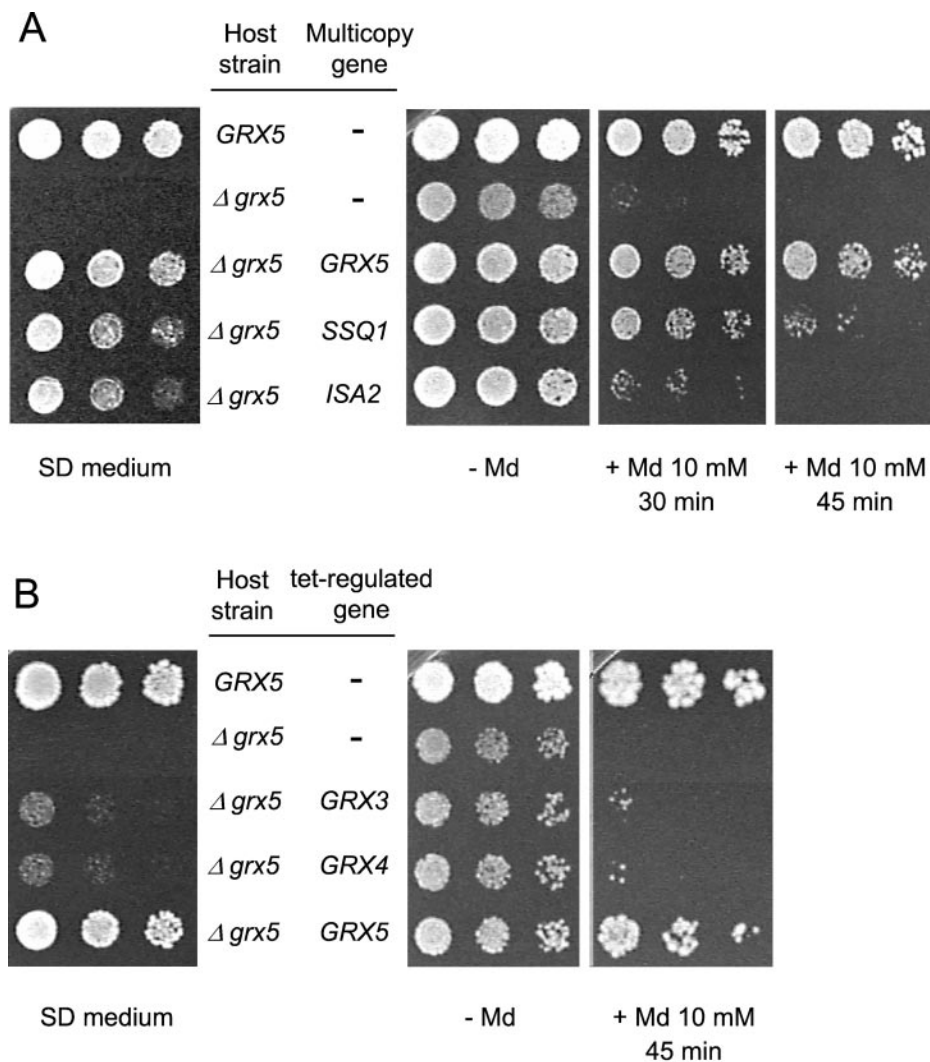 A
Host Multicopy
strain gene
GRX5 -
Δ grx5 -
Δ grx5 GRX5
Δ grx5 SSQ1
Δ grx5 ISA2
SD medium - Md + Md 10 mM + Md 10 mM
30 min 45 min
B
Host tet-regulated
strain gene
GRX5 -
Δ grx5 -
Δ grx5 GRX3
Δ grx5 GRX4
Δ grx5 GRX5
SD medium - Md + Md 10 mM
45 min